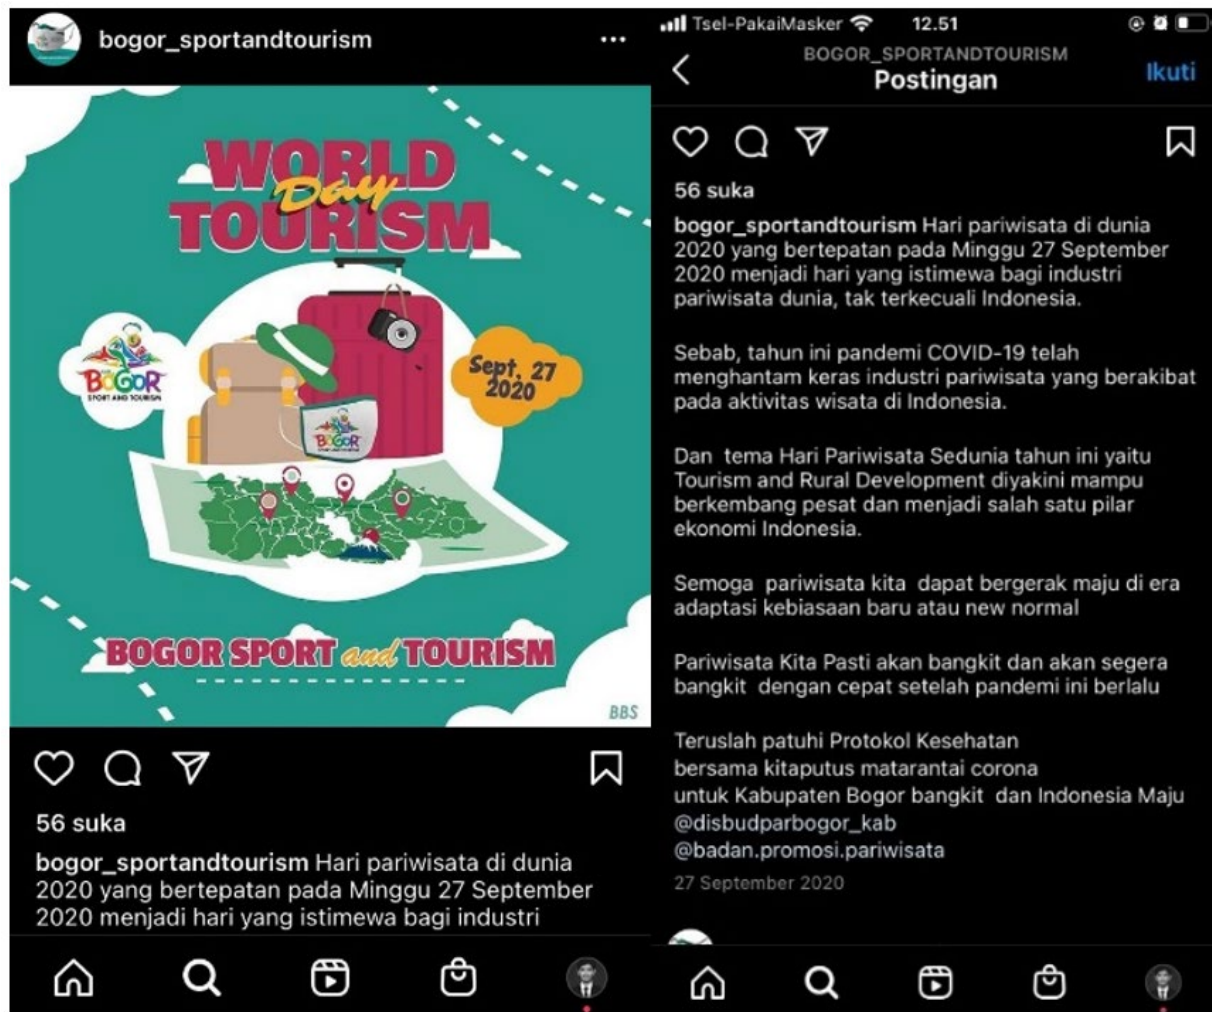 bogor_sportandtourism
WORLD
Day
TOURISM
BOGOR
SPORT AND TOURISM
Sept. 27
2020
BOGOR
BOGOR SPORT and TOURISM
BBS
56 suka
bogor_sportandtourism Hari pariwisata di dunia
2020 yang bertepatan pada Minggu 27 September
2020 menjadi hari yang istimewa bagi industri
Tsel-PakaiMasker 12.51
BOGOR_SPORTANDTOURISM
Postingan
Ikuti
56 suka
bogor_sportandtourism Hari pariwisata di dunia
2020 yang bertepatan pada Minggu 27 September
2020 menjadi hari yang istimewa bagi industri
pariwisata dunia, tak terkecuali Indonesia.
Sebab, tahun ini pandemi COVID-19 telah
menghantam keras industri pariwisata yang berakibat
pada aktivitas wisata di Indonesia.
Dan tema Hari Pariwisata Sedunia tahun ini yaitu
Tourism and Rural Development diyakini mampu
berkembang pesat dan menjadi salah satu pilar
ekonomi Indonesia.
Semoga pariwisata kita dapat bergerak maju di era
adaptasi kebiasaan baru atau new normal
Pariwisata Kita Pasti akan bangkit dan akan segera
bangkit dengan cepat setelah pandemi ini berlalu
Teruslah patuhi Protokol Kesehatan
bersama kitaputus matarantai corona
untuk Kabupaten Bogor bangkit dan Indonesia Maju
@disbudparbogor_kab
@badan.promosi.pariwisata
27 September 2020